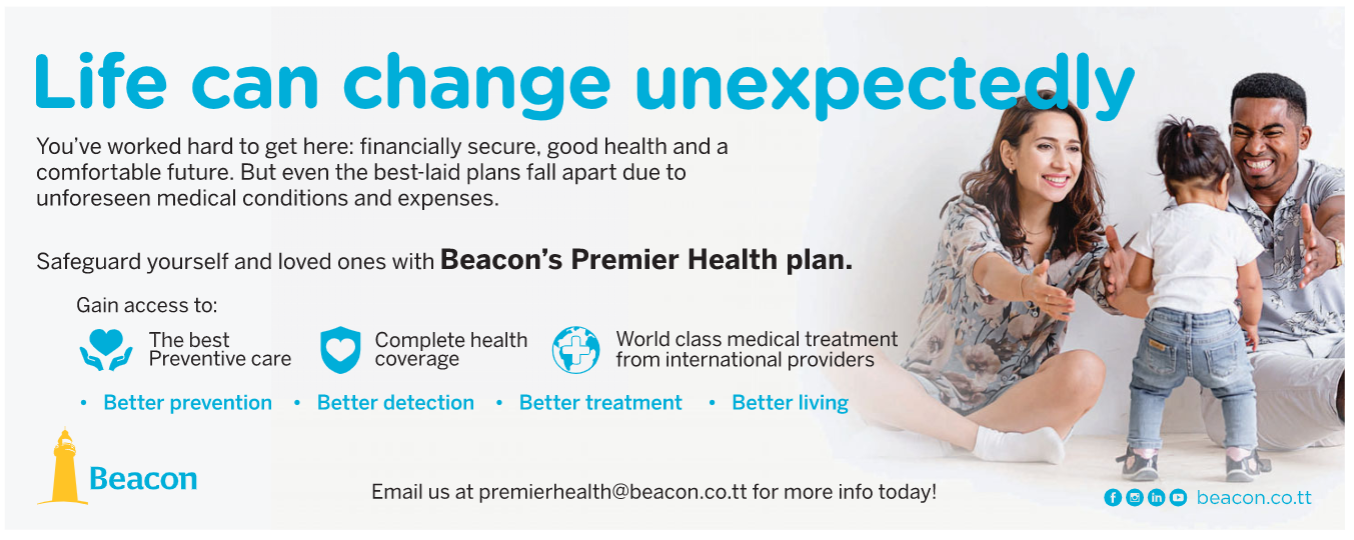 Life can change unexpectedly
You've worked hard to get here: financially secure, good health and a
comfortable future. But even the best-laid plans fall apart due to
unforeseen medical conditions and expenses.
Safeguard yourself and loved ones with Beacon's Premier Health plan.
Gain access to:
The best
Preventive care
Complete health
coverage
World class medical treatment
from international providers
• Better prevention • Better detection • Better treatment • Better living
Beacon
Email us at premierhealth@beacon.co.tt for more info today!
beacon.co.tt